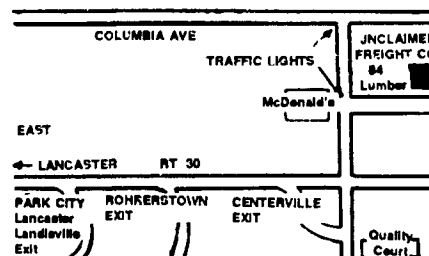 COLUMBIA AVE
JNCLAIMEI
FREIGHT CO
84
Lumber
TRAFFIC LIGHTS
McDonald's
EAST
← LANCASTER RT 30
PARK CITY
Lancaster
Landisville
Exit
ROHRERSTOWN
EXIT
CENTERVILLE
EXIT
Quality
Court